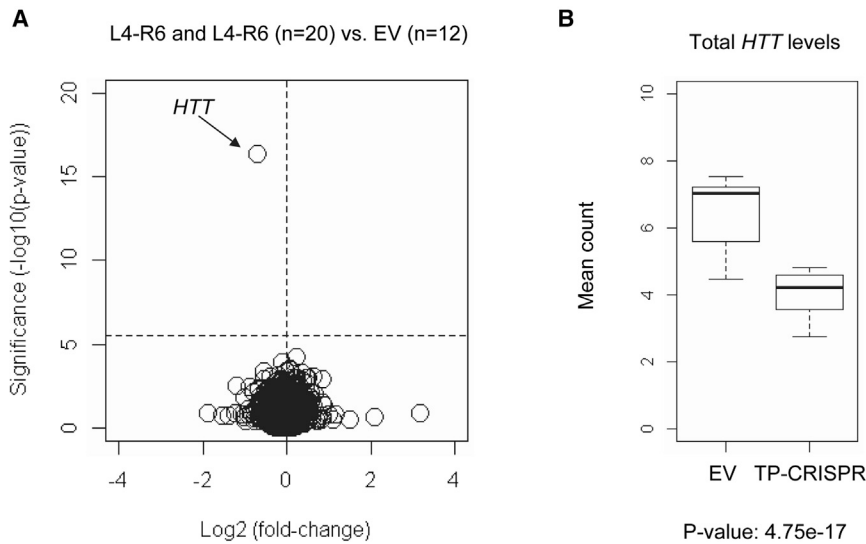 A
L4-R6 and L4-R6 (n=20) vs. EV (n=12)
HTT
Significance (-log10(p-value))
20
15
10
5
0
-4
-2
0
2
4
Log2 (fold-change)
B
Total HTT levels
Mean count
10
8
6
4
2
0
EV
TP-CRISPR
P-value: 4.75e-17